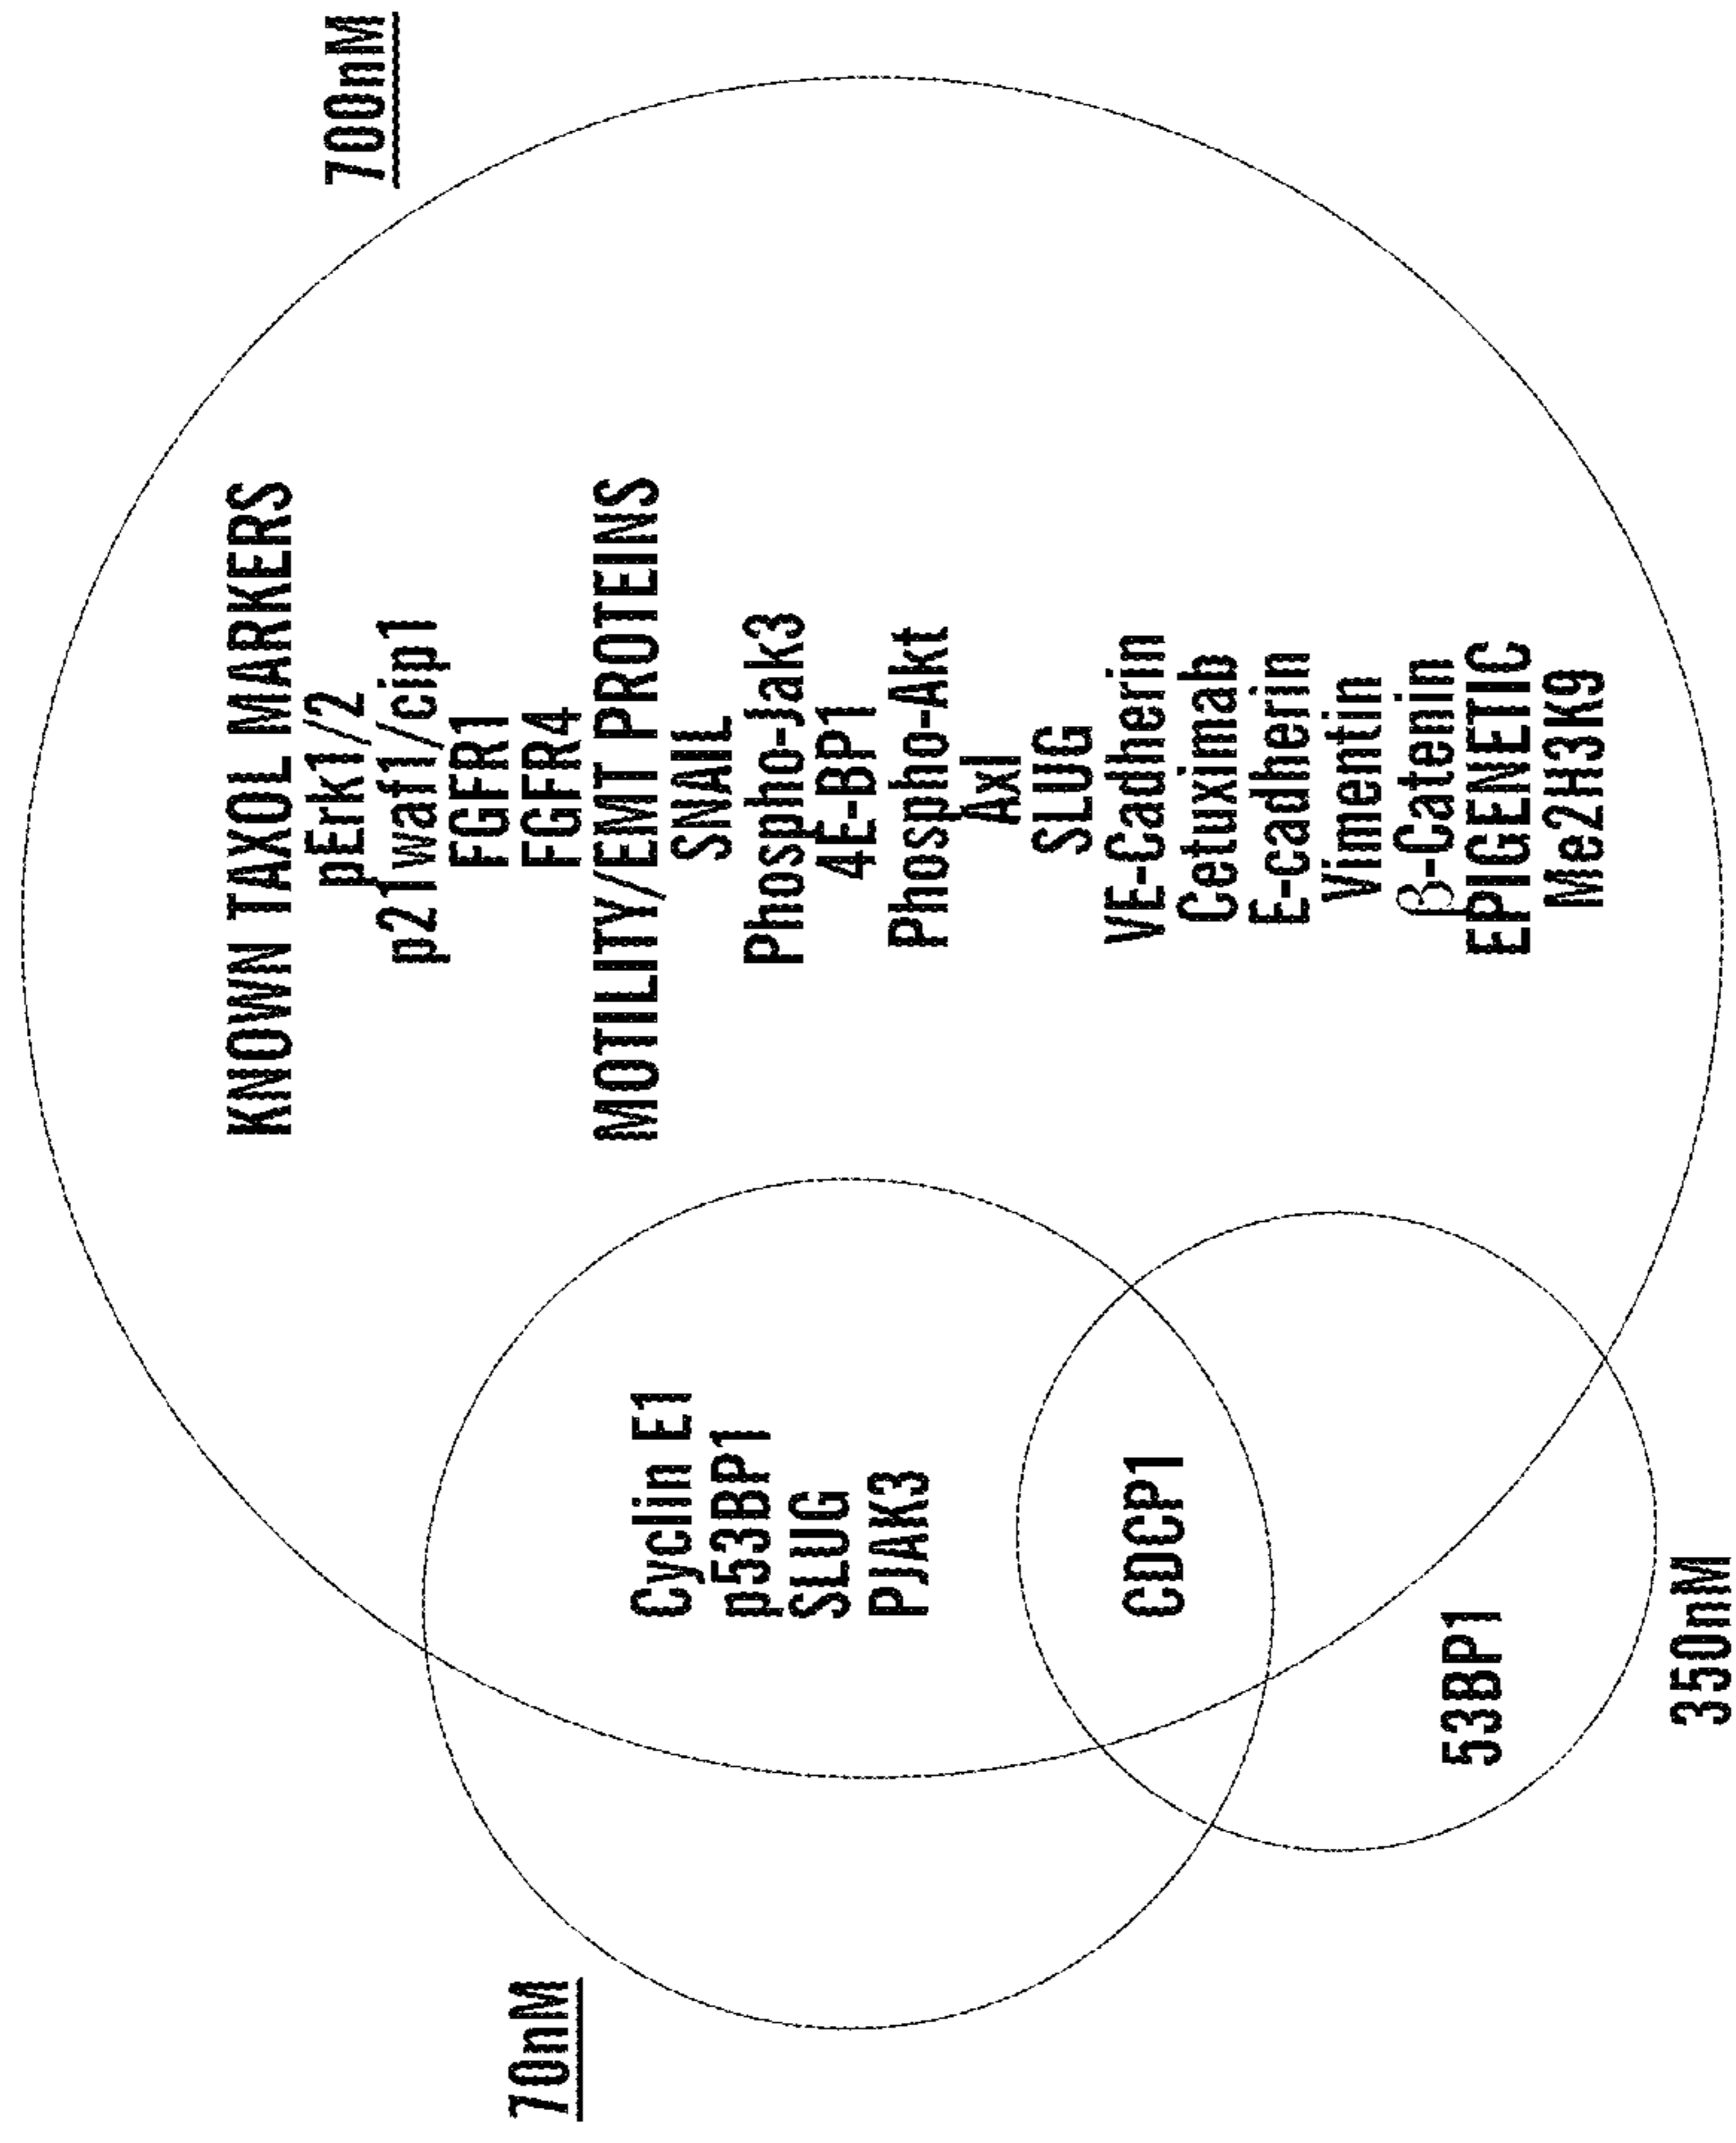 70nM
700nM
Cyclin E1
p53BP1
SLUG
PJAK3
CDCP1
53BP1
350nM
KNOWN TAXOL MARKERS
pErk1/2
p21waf1/cip1
FGFR1
FGFR4
MOTILITY/EMT PROTEINS
SNAIL
Phospho-Jak3
4E-BP1
Phospho-Akt
Axl
SLUG
VE-Cadherin
Cetuximab
E-cadherin
Vimentin
β-Catenin
EPIGENETIC
Me2H3K9